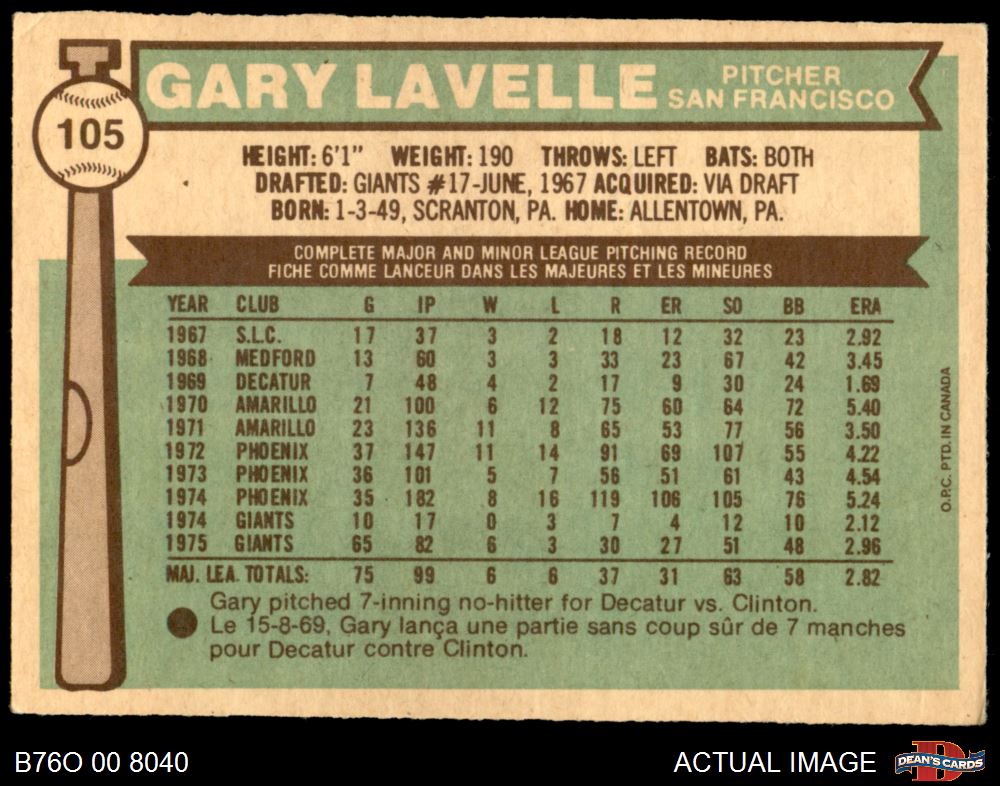 105
GARY LAVELLE
PITCHER
SAN FRANCISCO
HEIGHT: 6'1" WEIGHT: 190 THROWS: LEFT BATS: BOTH
DRAFTED: GIANTS #17-JUNE, 1967 ACQUIRED: VIA DRAFT
BORN: 1-3-49, SCRANTON, PA. HOME: ALLENTOWN, PA.
COMPLETE MAJOR AND MINOR LEAGUE PITCHING RECORD
FICHE COMME LANCEUR DANS LES MAJEURES ET LES MINEURES
YEAR CLUB G IP W L R ER SO BB ERA
1967 S.L.C. 17 37 3 2 18 12 32 23 2.92
1968 MEDFORD 13 60 3 3 33 23 67 42 3.45
1969 DECATUR 7 48 4 2 17 9 30 24 1.69
1970 AMARILLO 21 100 6 12 75 60 64 72 5.40
1971 AMARILLO 23 136 11 8 65 53 77 56 3.50
1972 PHOENIX 37 147 11 14 91 69 107 55 4.22
1973 PHOENIX 36 101 5 7 56 51 61 43 4.54
1974 PHOENIX 35 182 8 16 119 106 105 76 5.24
1974 GIANTS 10 17 0 3 7 4 12 10 2.12
1975 GIANTS 65 82 6 3 30 27 51 48 2.96
MAJ. LEA. TOTALS: 75 99 6 6 37 31 63 58 2.82
Gary pitched 7-inning no-hitter for Decatur vs. Clinton.
Le 15-8-69, Gary lança une partie sans coup sûr de 7 manches
pour Decatur contre Clinton.
O.P.C. PTD. IN CANADA
B76O 00 8040
ACTUAL IMAGE
D
DEAN'S CARDS